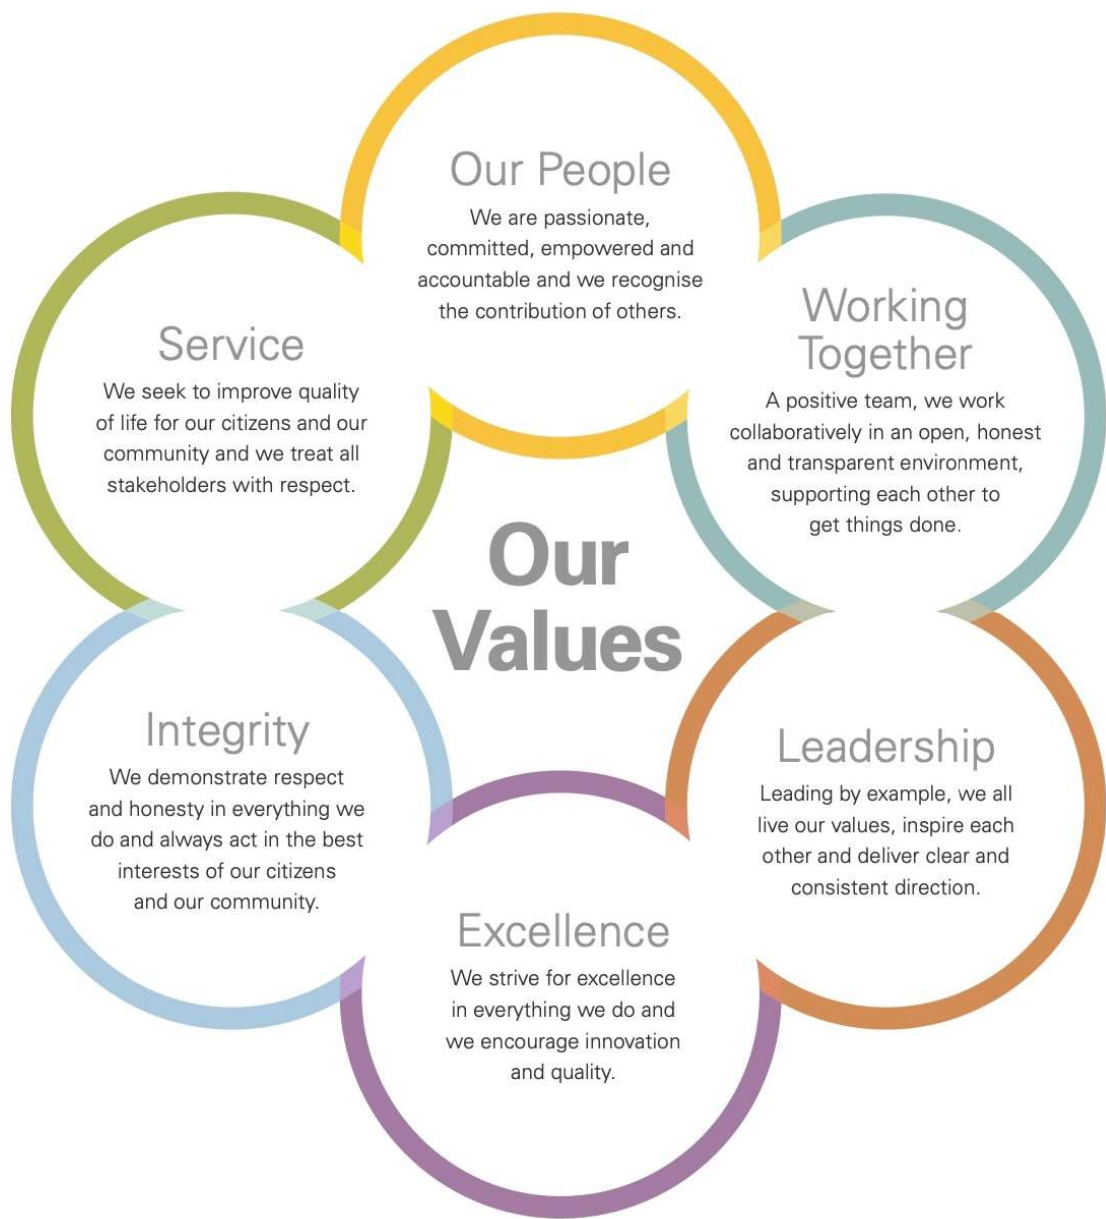 Our People
We are passionate,
committed, empowered and
accountable and we recognise
the contribution of others.
Working
Together
A positive team, we work
collaboratively in an open, honest
and transparent environment,
supporting each other to
get things done.
Service
We seek to improve quality
of life for our citizens and our
community and we treat all
stakeholders with respect.
Our
Values
Integrity
We demonstrate respect
and honesty in everything we
do and always act in the best
interests of our citizens
and our community.
Leadership
Leading by example, we all
live our values, inspire each
other and deliver clear and
consistent direction.
Excellence
We strive for excellence
in everything we do and
we encourage innovation
and quality.